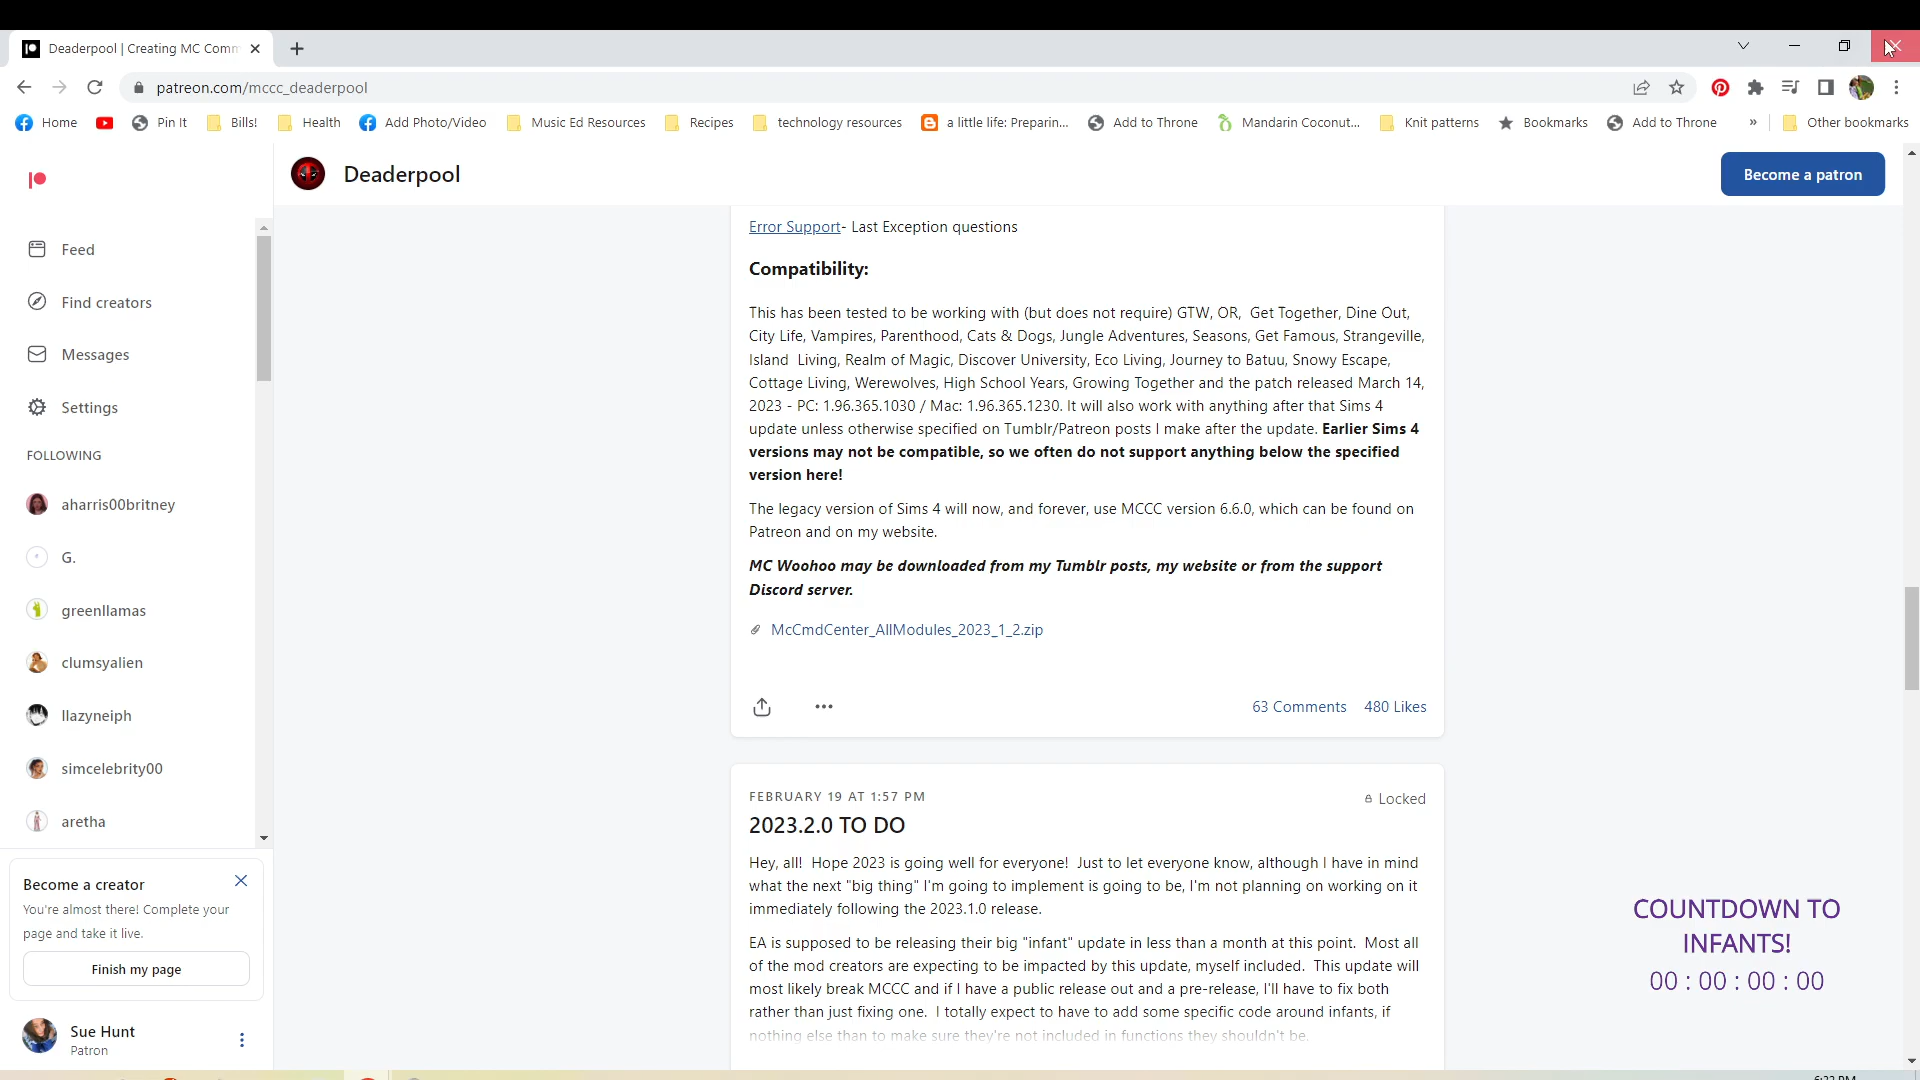 Deaderpool | Creating MC Comm
patreon.com/mccc_deaderpool
Home
Pin It
Bills!
Health
Add Photo/Video
Music Ed Resources
Recipes
technology resources
a little life: Preparin...
Add to Throne
Mandarin Coconut...
Knit patterns
Bookmarks
Add to Throne
»
Other bookmarks
Deaderpool
Become a patron
Feed
Find creators
Messages
Settings
FOLLOWING
aharris00britney
G.
greenllamas
clumsyalien
llazyneiph
simcelebrity00
aretha
Become a creator
You're almost there! Complete your
page and take it live.
Finish my page
Sue Hunt
Patron
Error Support- Last Exception questions
Compatibility:
This has been tested to be working with (but does not require) GTW, OR, Get Together, Dine Out,
City Life, Vampires, Parenthood, Cats & Dogs, Jungle Adventures, Seasons, Get Famous, Strangeville,
Island Living, Realm of Magic, Discover University, Eco Living, Journey to Batuu, Snowy Escape,
Cottage Living, Werewolves, High School Years, Growing Together and the patch released March 14,
2023 - PC: 1.96.365.1030 / Mac: 1.96.365.1230. It will also work with anything after that Sims 4
update unless otherwise specified on Tumblr/Patreon posts I make after the update. Earlier Sims 4
versions may not be compatible, so we often do not support anything below the specified
version here!
The legacy version of Sims 4 will now, and forever, use MCCC version 6.6.0, which can be found on
Patreon and on my website.
MC Woohoo may be downloaded from my Tumblr posts, my website or from the support
Discord server.
McCmdCenter_AllModules_2023_1_2.zip
63 Comments 480 Likes
FEBRUARY 19 AT 1:57 PM
Locked
2023.2.0 TO DO
Hey, all! Hope 2023 is going well for everyone! Just to let everyone know, although I have in mind
what the next "big thing" I'm going to implement is going to be, I'm not planning on working on it
immediately following the 2023.1.0 release.
EA is supposed to be releasing their big "infant" update in less than a month at this point. Most all
of the mod creators are expecting to be impacted by this update, myself included. This update will
most likely break MCCC and if I have a public release out and a pre-release, I'll have to fix both
rather than just fixing one. I totally expect to have to add some specific code around infants, if
nothing else than to make sure they're not included in functions they shouldn't be.
COUNTDOWN TO
INFANTS!
00 : 00 : 00 : 00